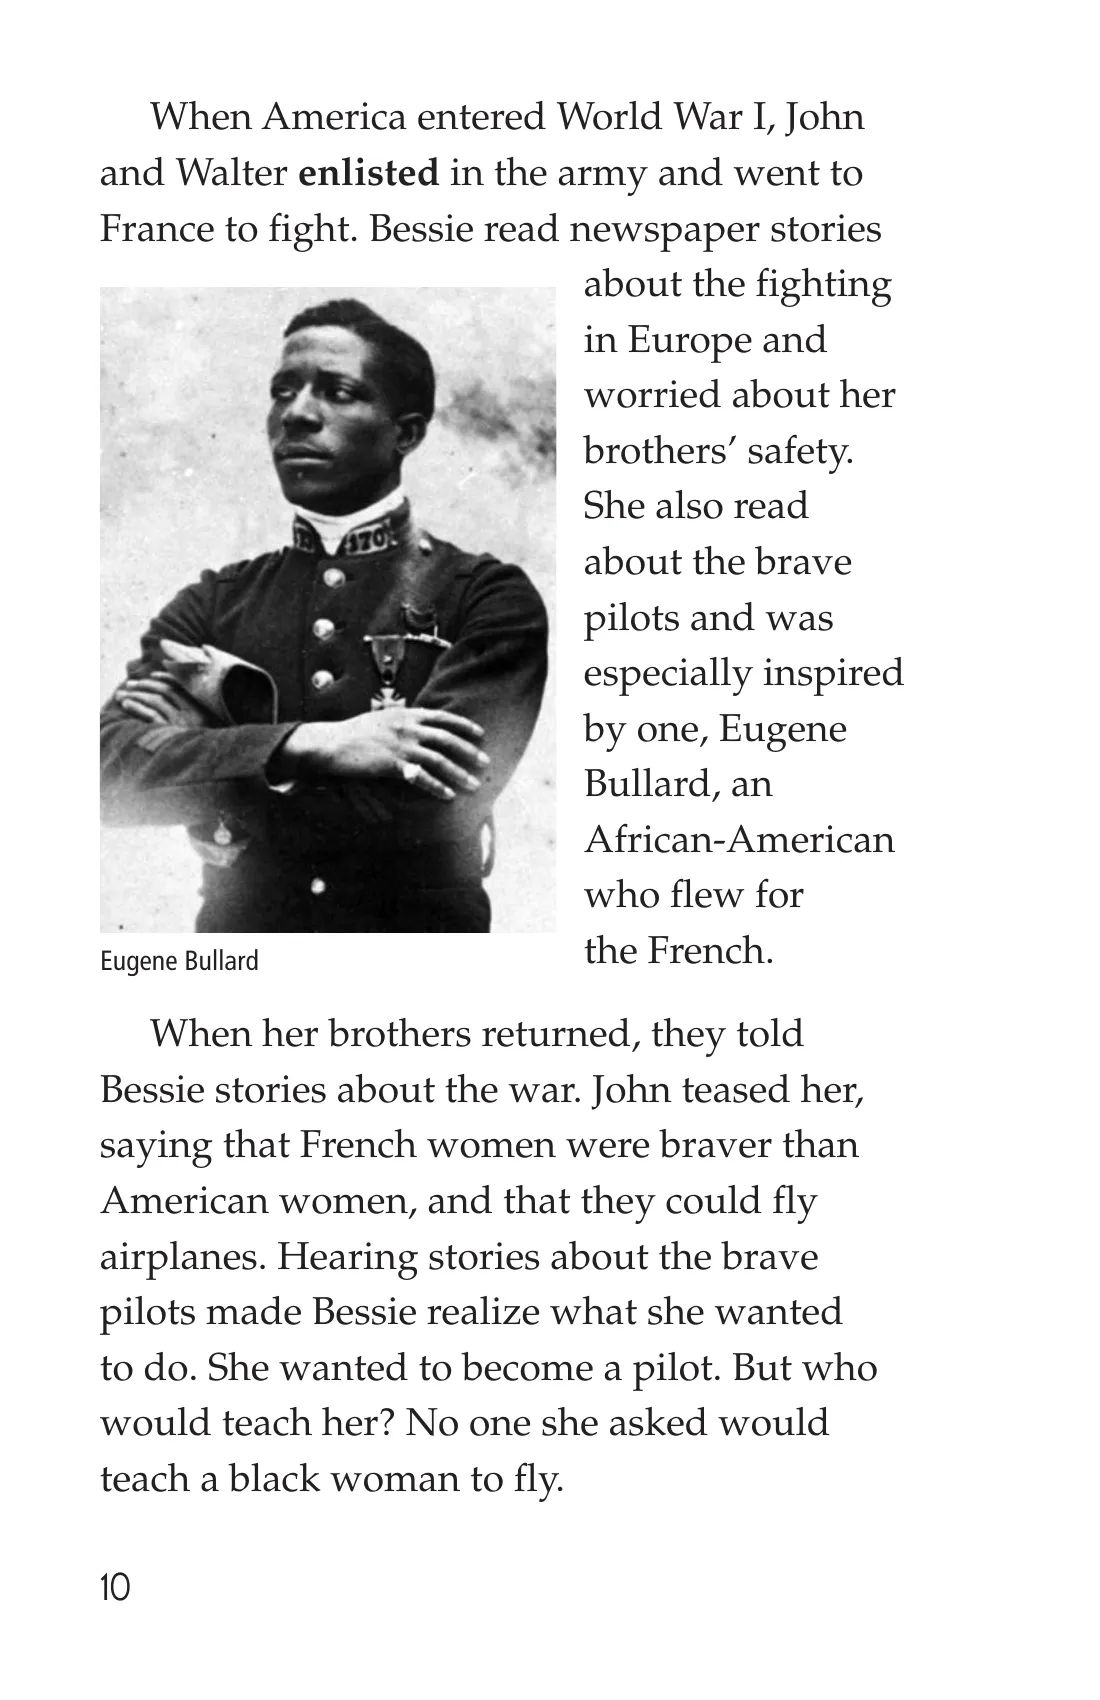 When America entered World War I, John
and Walter enlisted in the army and went to
France to fight. Bessie read newspaper stories
about the fighting
in Europe and
worried about her
brothers’ safety.
She also read
about the brave
pilots and was
especially inspired
by one, Eugene
Bullard, an
African-American
who flew for
the French.
170
Eugene Bullard
When her brothers returned, they told
Bessie stories about the war. John teased her,
saying that French women were braver than
American women, and that they could fly
airplanes. Hearing stories about the brave
pilots made Bessie realize what she wanted
to do. She wanted to become a pilot. But who
would teach her? No one she asked would
teach a black woman to fly.
10